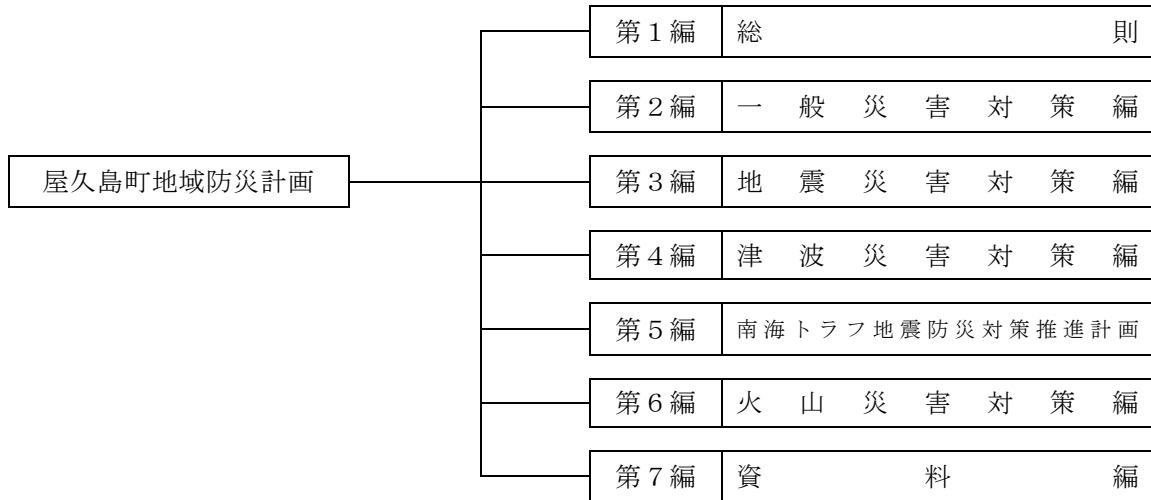 第１編 総則
第２編 一般災害対策編
屋久島町地域防災計画
第３編 地震災害対策編
第４編 津波災害対策編
第５編 南海トラフ地震防災対策推進計画
第６編 火山災害対策編
第７編 資料編